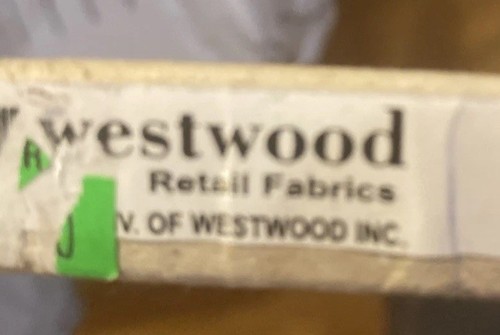 westwood
Retail Fabrics
V. OF WESTWOOD INC.
R
J